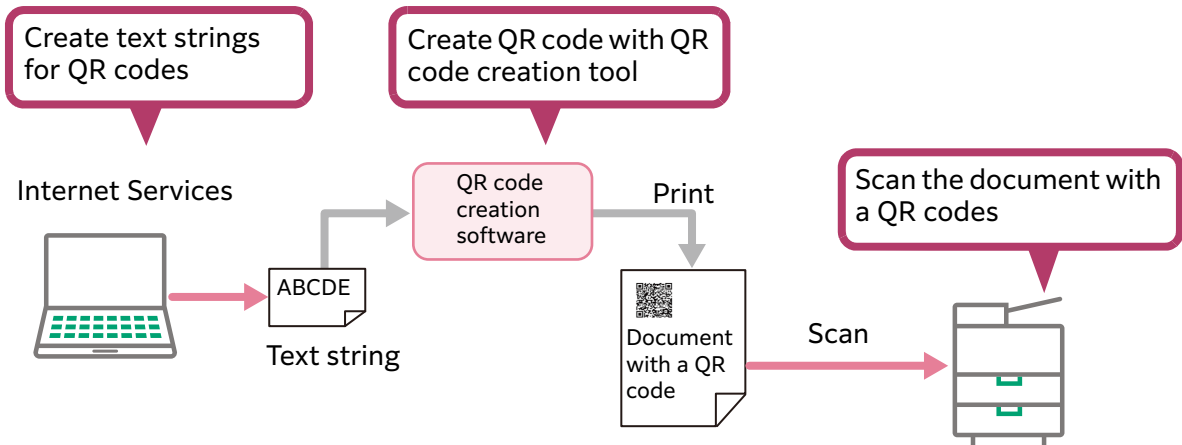 Create text strings
for QR codes
Create QR code with QR
code creation tool
Scan the document with
a QR codes
Internet Services
QR code
creation
software
Print
ABCDE
Text string
Document
with a QR
code
Scan